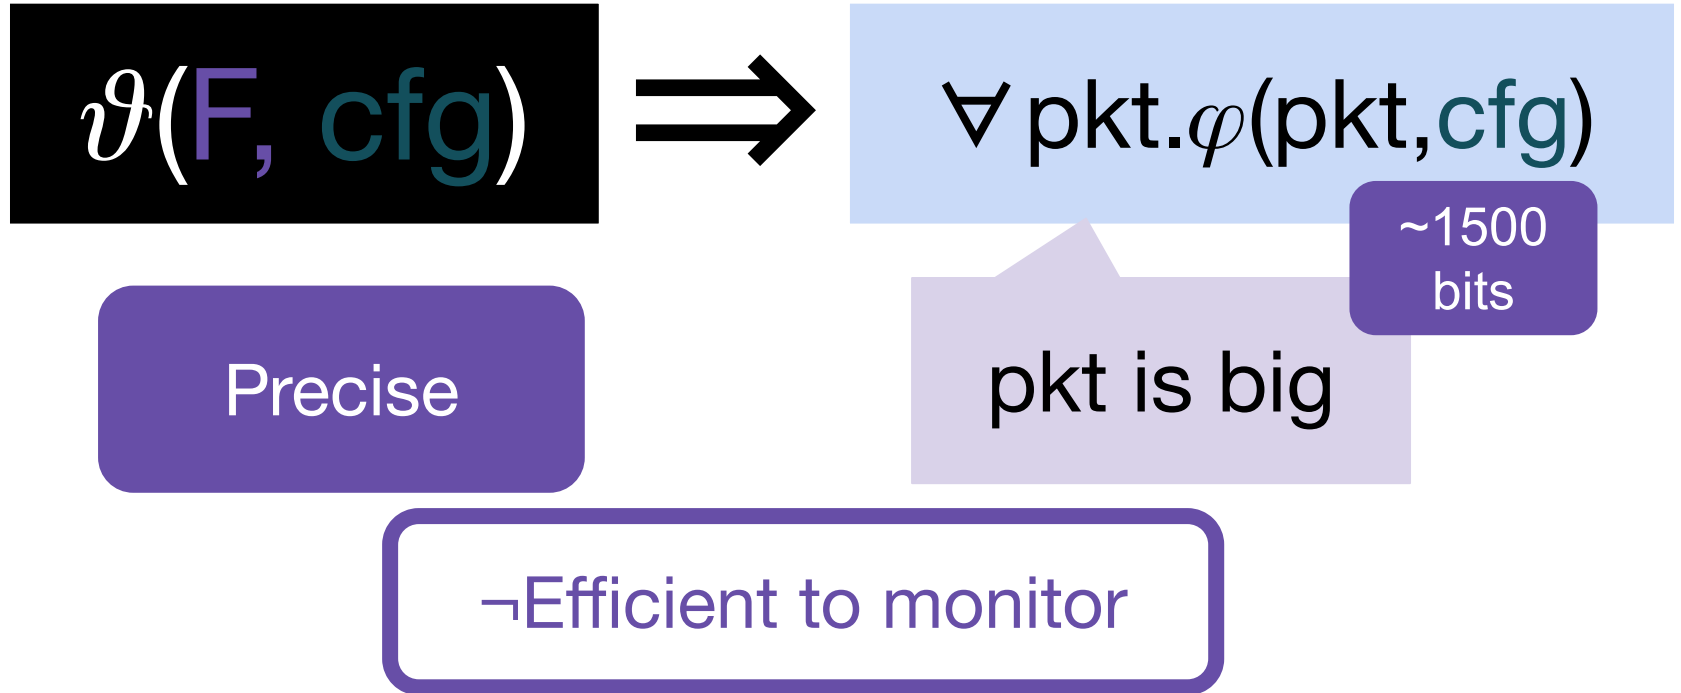 ϑ(F, cfg) ⟹ ∀ pkt.φ(pkt,cfg)
~1500
bits
Precise
pkt is big
¬Efficient to monitor